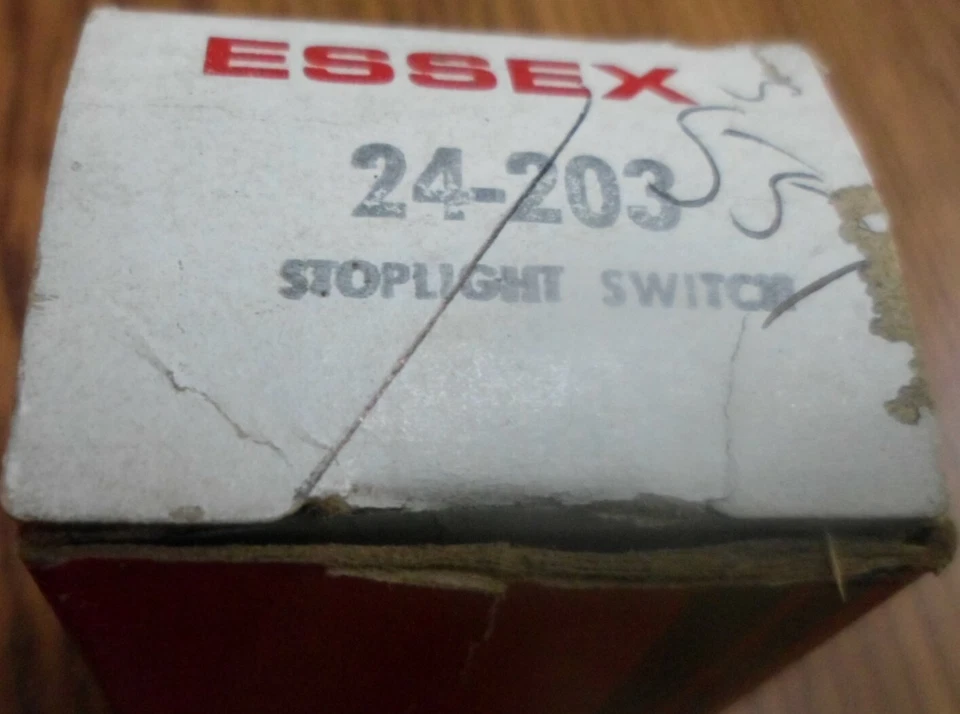 ESSEX
24-203
STOPLIGHT SWITCH